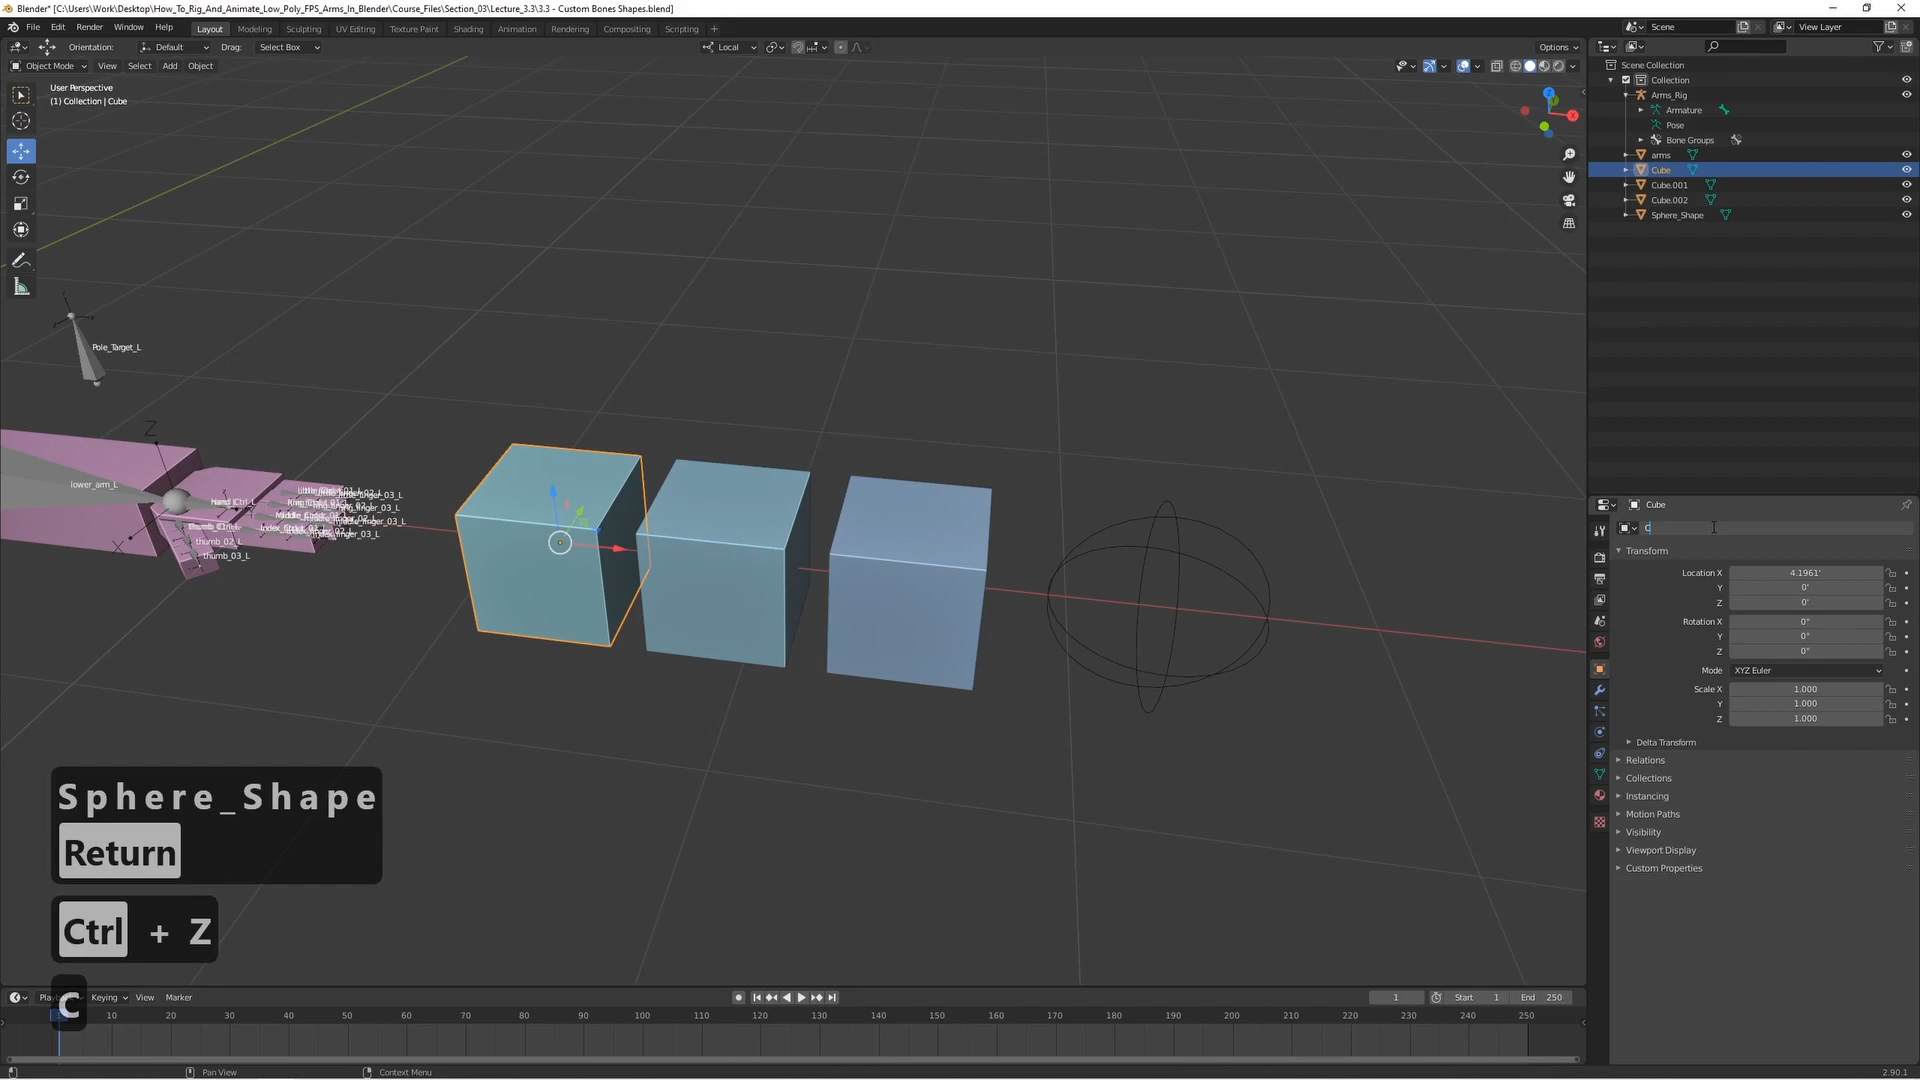 Blender* [C:\Users\Work\Desktop\How_To_Rig_And_Animate_Low_Poly_FPS_Arms_In_Blender\Course_Files\Section_03\Lecture_3.3\3.3 - Custom Bones Shapes.blend]
File Edit Render Window Help Layout Modeling Sculpting UV Editing Texture Paint Shading Animation Rendering Compositing Scripting + Scene View Layer
Orientation: Default Drag: Select Box Local Options
Object Mode View Select Add Object
User Perspective
(1) Collection | Cube
Scene Collection
Collection
Arms_Rig
Armature
Pose
Bone Groups
arms
Cube
Cube.001
Cube.002
Sphere_Shape
Z
X
Pole_Target_L
Z
lower_arm_L
X
thumb_02_L
thumb_03_L
Cube
C
Transform
Location X 4.1961'
Y 0'
Z 0'
Rotation X 0°
Y 0°
Z 0°
Mode XYZ Euler
Scale X 1.000
Y 1.000
Z 1.000
Delta Transform
Relations
Collections
Instancing
Motion Paths
Visibility
Viewport Display
Custom Properties
Sphere_Shape
Return
Ctrl + Z
C
Keying View Marker 1 Start 1 End 250
10 20 30 40 50 60 70 80 90 100 110 120 130 140 150 160 170 180 190 200 210 220 230 240 250
Pan View Context Menu 2.90.1